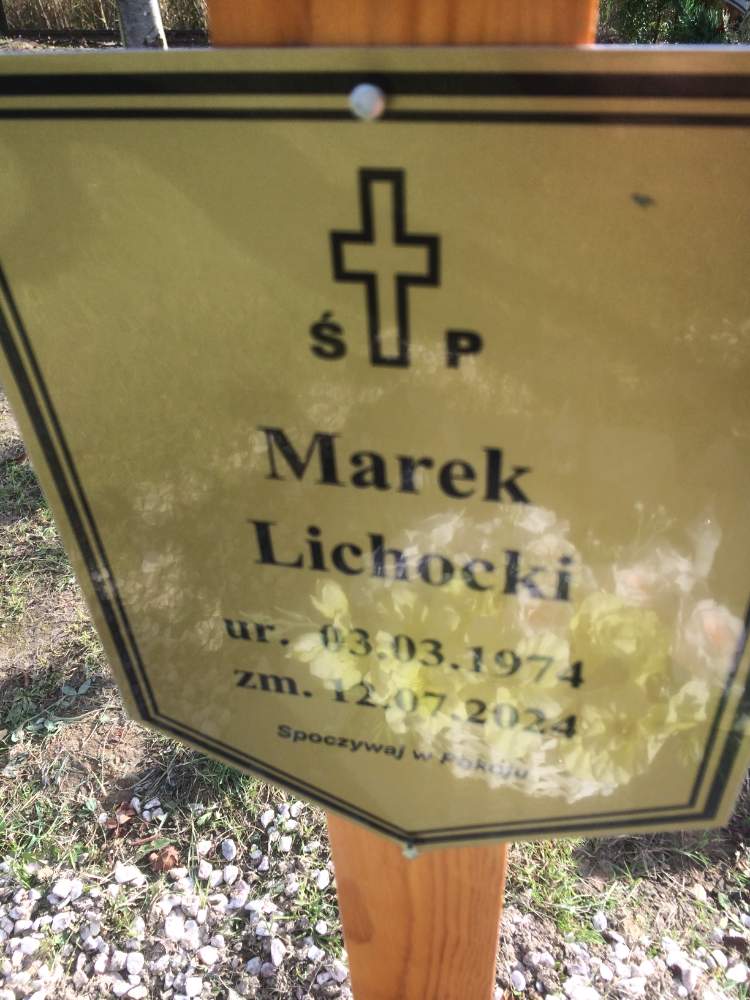 Ś P
Marek
Lichocki
ur. 03.03.1974
zm. 12.07.2024
Spoczywaj w Pokoju